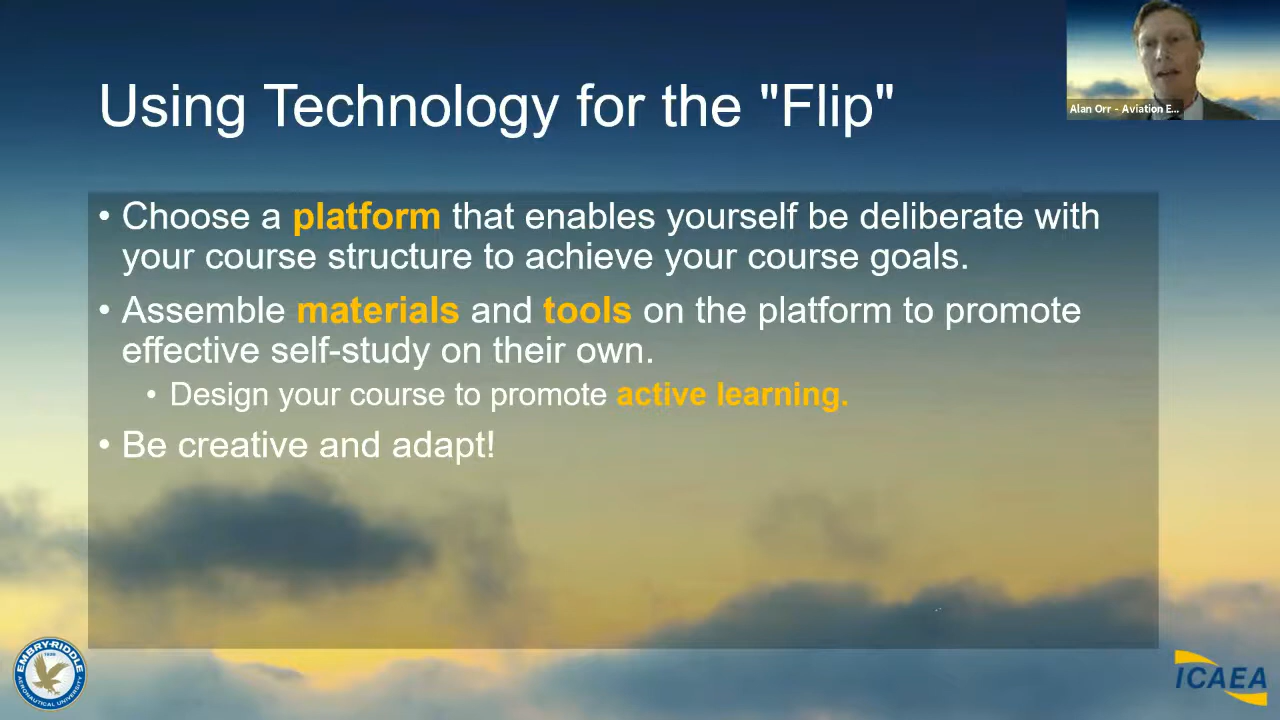 Using Technology for the "Flip"
Alan Orr - Aviation E...
• Choose a platform that enables yourself be deliberate with
your course structure to achieve your course goals.
• Assemble materials and tools on the platform to promote
effective self-study on their own.
• Design your course to promote active learning.
• Be creative and adapt!
EMBRY-RIDDLE
AERONAUTICAL UNIVERSITY
ICAEA